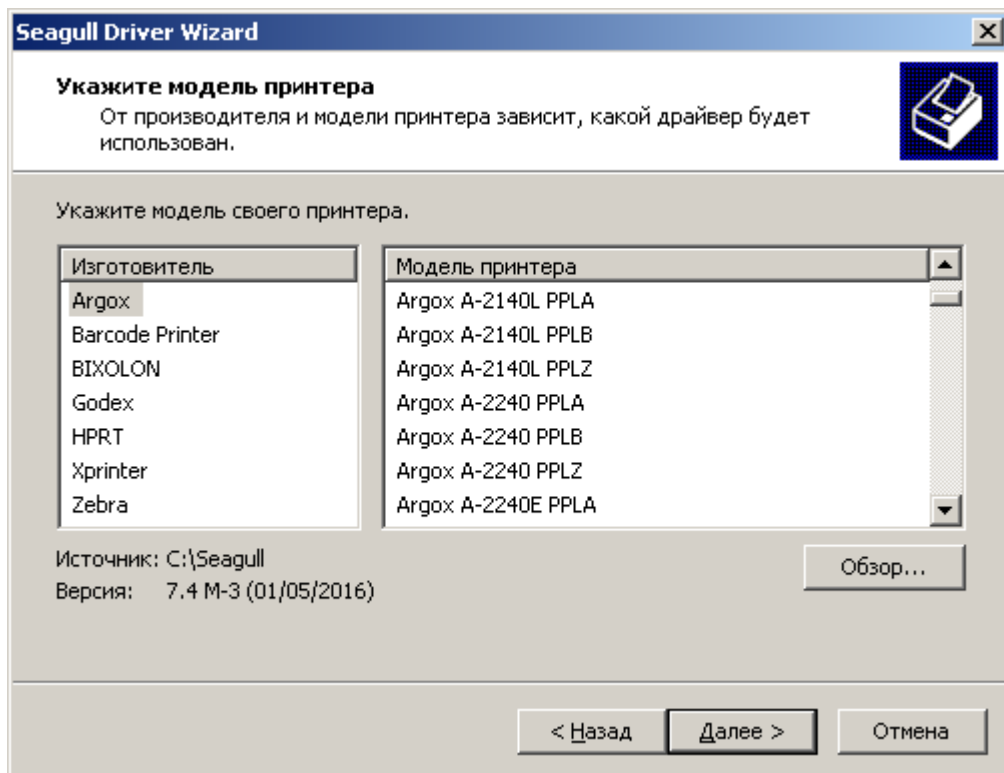 Seagull Driver Wizard
Укажите модель принтера
От производителя и модели принтера зависит, какой драйвер будет
использован.
Укажите модель своего принтера.
Изготовитель
Argox
Barcode Printer
BIXOLON
Godex
HPRT
Xprinter
Zebra
Модель принтера
Argox A-2140L PPLA
Argox A-2140L PPLB
Argox A-2140L PPLZ
Argox A-2240 PPLA
Argox A-2240 PPLB
Argox A-2240 PPLZ
Argox A-2240E PPLA
Источник: C:\Seagull
Версия: 7.4 M-3 (01/05/2016)
Обзор...
< Назад
Далее >
Отмена